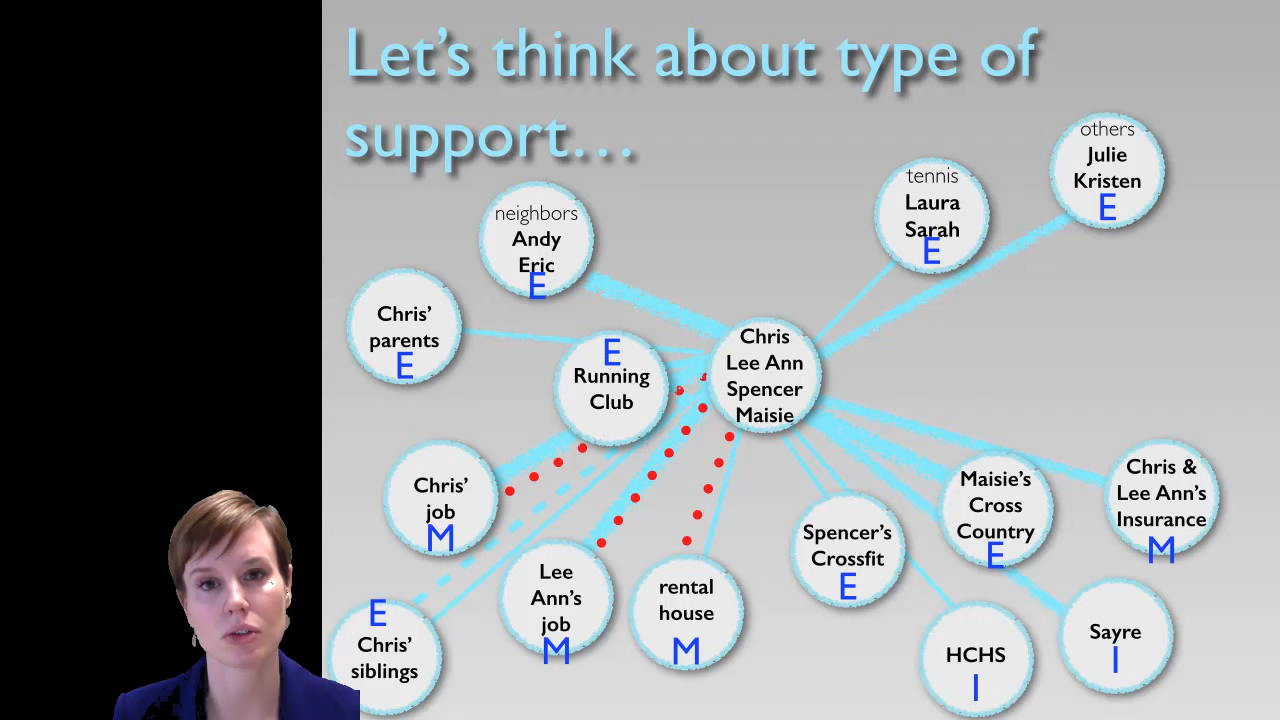 Let's think about type of
support…
others
Julie
Kristen
E
tennis
Laura
Sarah
E
neighbors
Andy
Eric
E
Chris'
parents
E
E
Running
Club
Chris
Lee Ann
Spencer
Maisie
Chris'
job
M
E
Chris'
siblings
Lee
Ann's
job
M
rental
house
M
Spencer's
Crossfit
E
Maisie's
Cross
Country
E
Chris &
Lee Ann's
Insurance
M
HCHS
I
Sayre
I